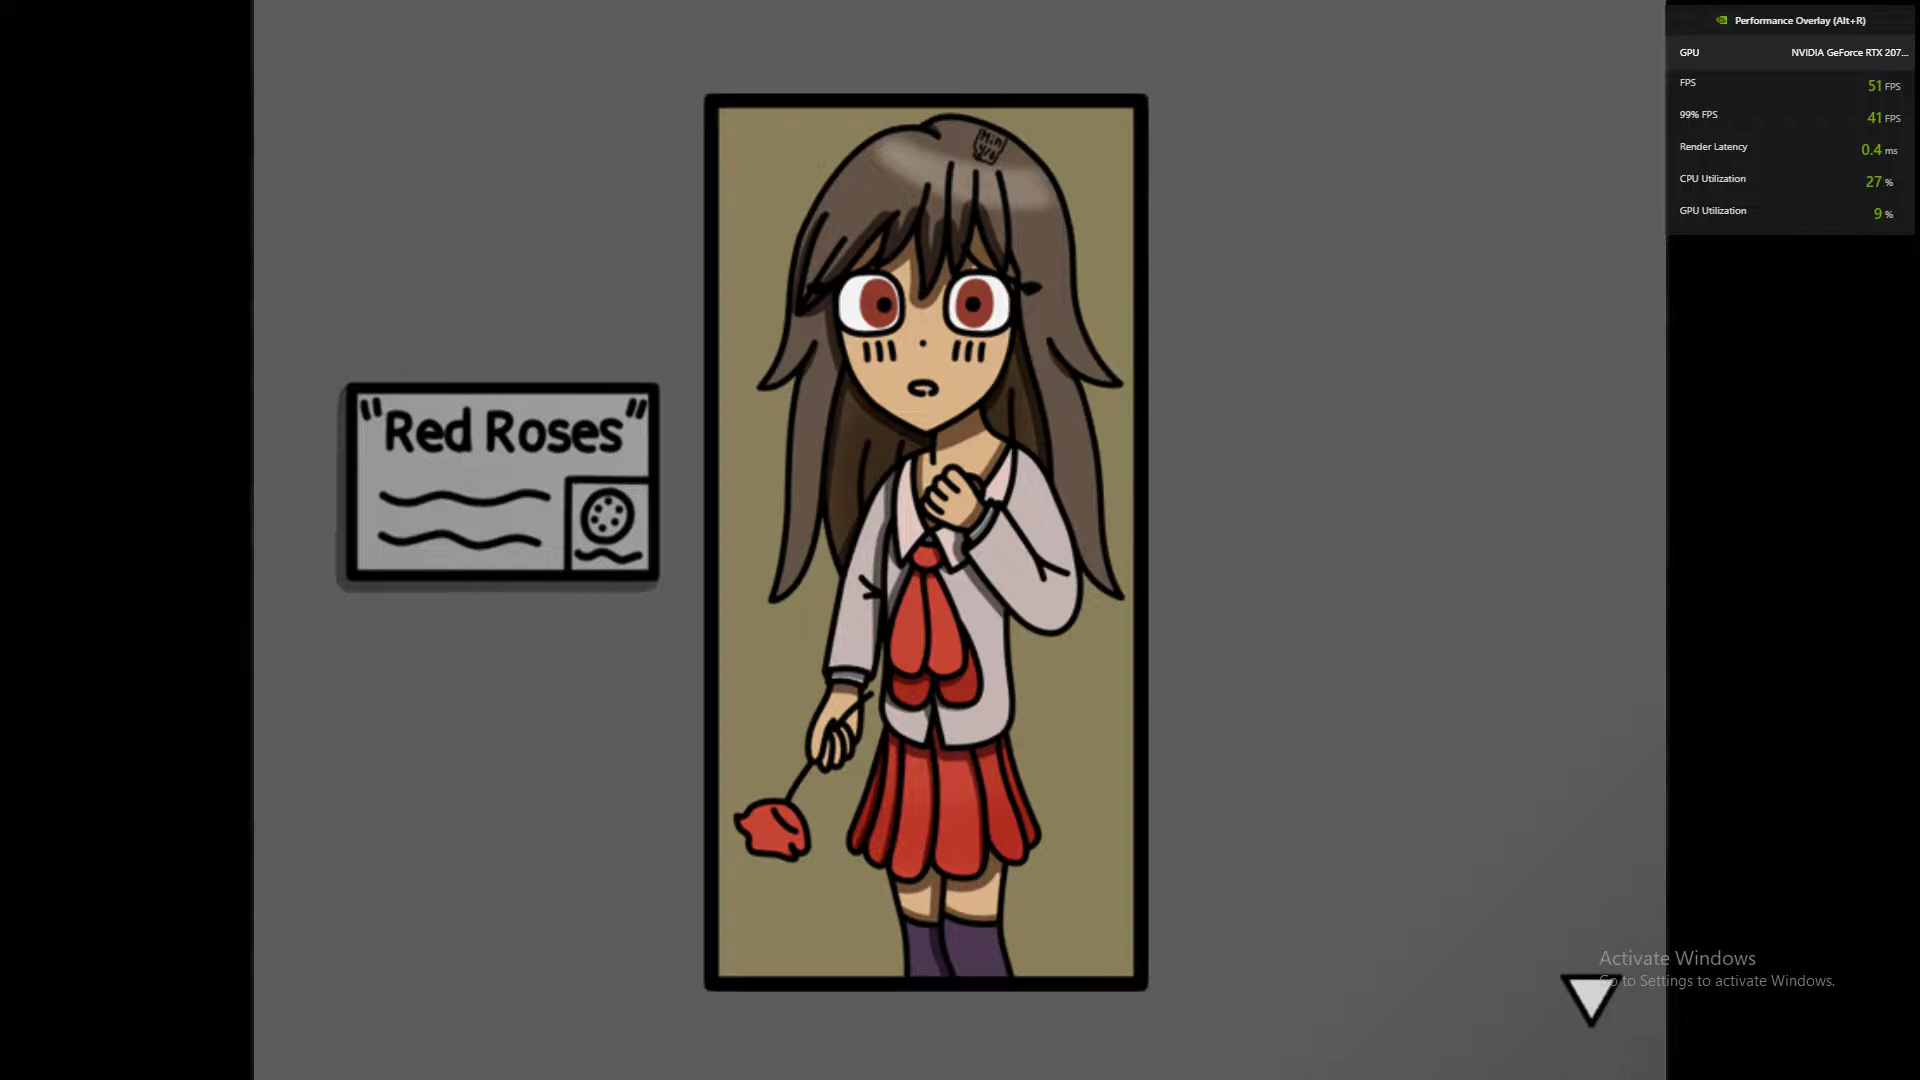 Performance Overlay (Alt+R)
GPU NVIDIA GeForce RTX 207...
FPS 51 FPS
99% FPS 41 FPS
Render Latency 0.4 ms
CPU Utilization 27 %
GPU Utilization 9 %
"Red Roses"
Activate Windows
Go to Settings to activate Windows.